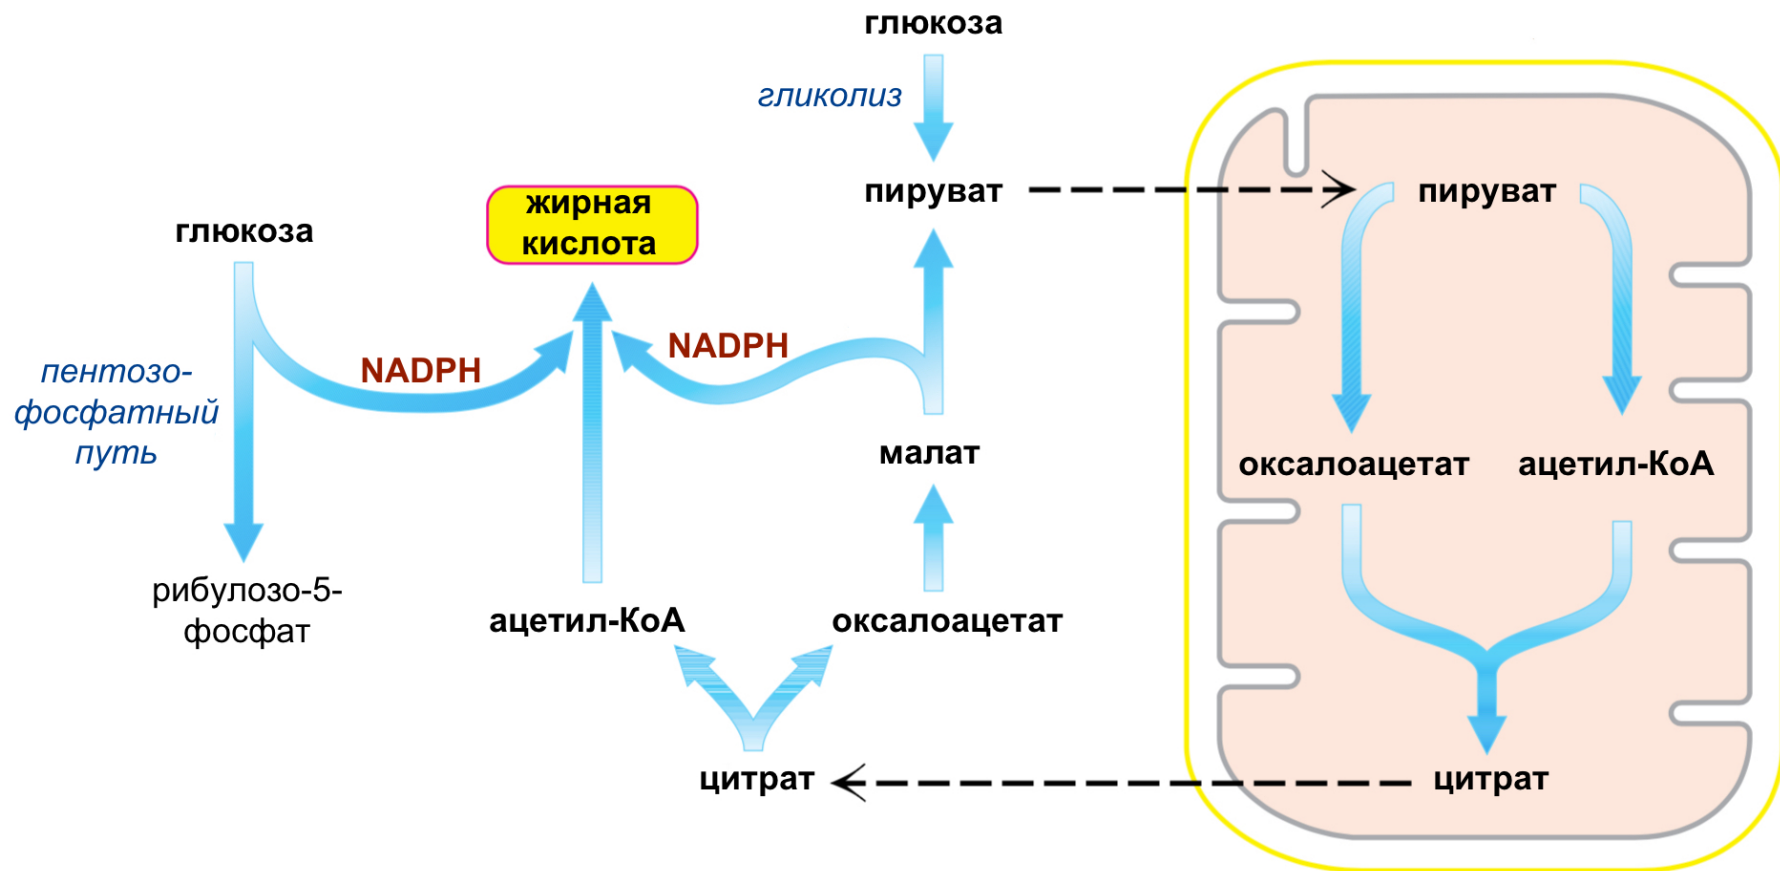 глюкоза
гликолиз
пируват
пируват
жирная
кислота
глюкоза
NADPH
NADPH
пентозо-
фосфатный
путь
малат
оксалоацетат
ацетил-КоА
рибулозо-5-
фосфат
ацетил-КоА
оксалоацетат
цитрат
цитрат